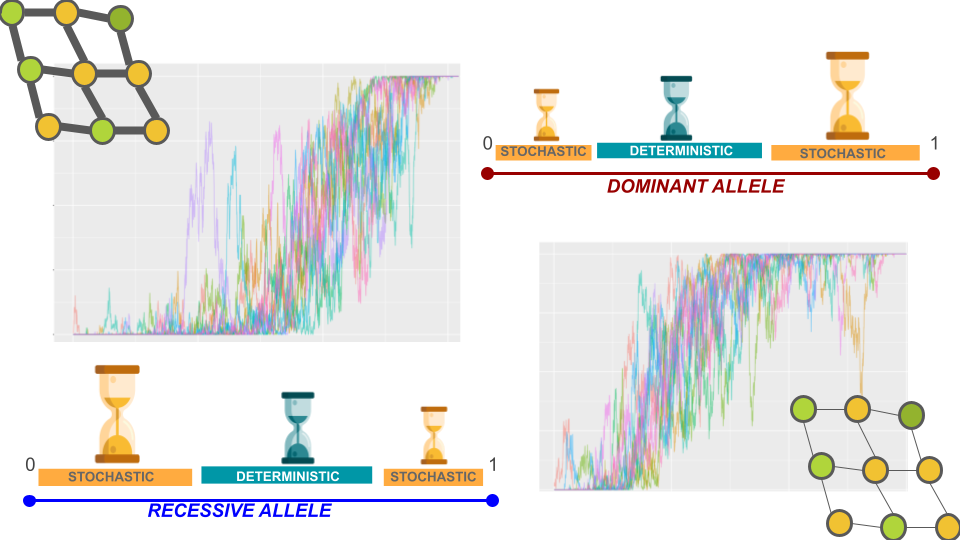 0
STOCHASTIC
DETERMINISTIC
STOCHASTIC
1
DOMINANT ALLELE
0
STOCHASTIC
DETERMINISTIC
STOCHASTIC
1
RECESSIVE ALLELE